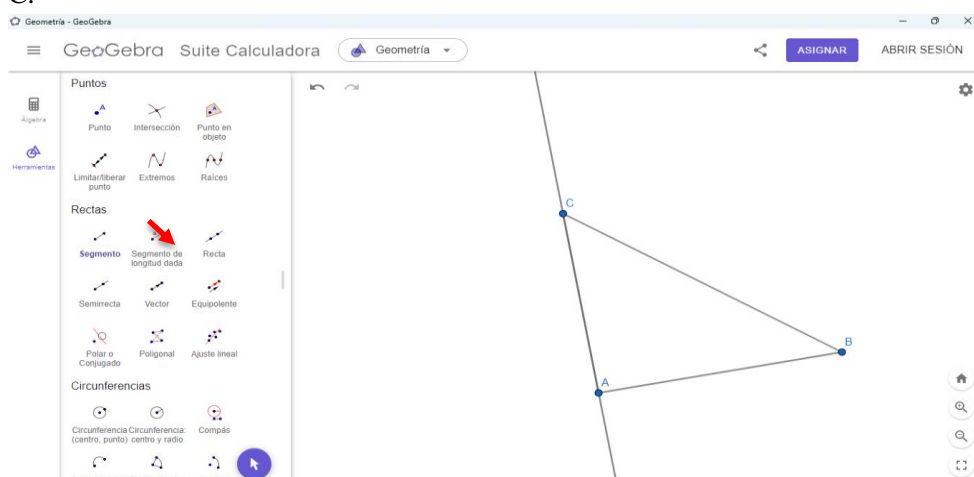 C.
Geometría - GeoGebra
GeoGebra Suite Calculadora
Geometría
ASIGNAR
ABRIR SESIÓN
Álgebra
Herramientas
Puntos
Punto
Intersección
Punto en
objeto
Limitar/liberar
punto
Extremos
Raíces
Rectas
Segmento
Segmento de
longitud dada
Recta
Semirrecta
Vector
Equipolente
Polar o
Conjugado
Poligonal
Ajuste lineal
Circunferencias
Circunferencia
(centro, punto)
Circunferencia:
centro y radio
Compás
C
B
A